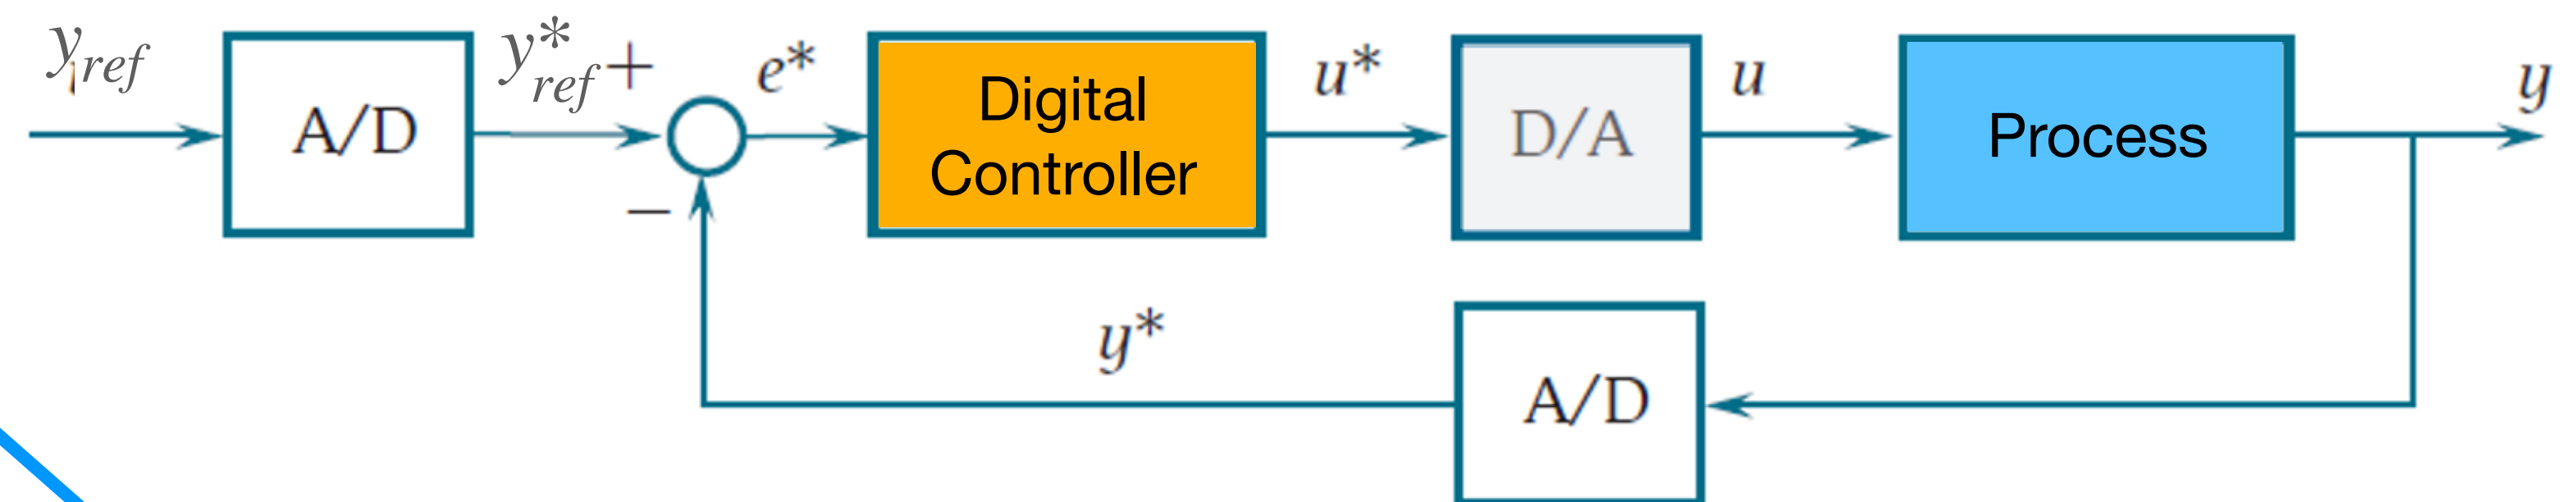 y_ref
A/D
y*_ref
+
−
e*
Digital
Controller
u*
D/A
u
Process
y
y*
A/D